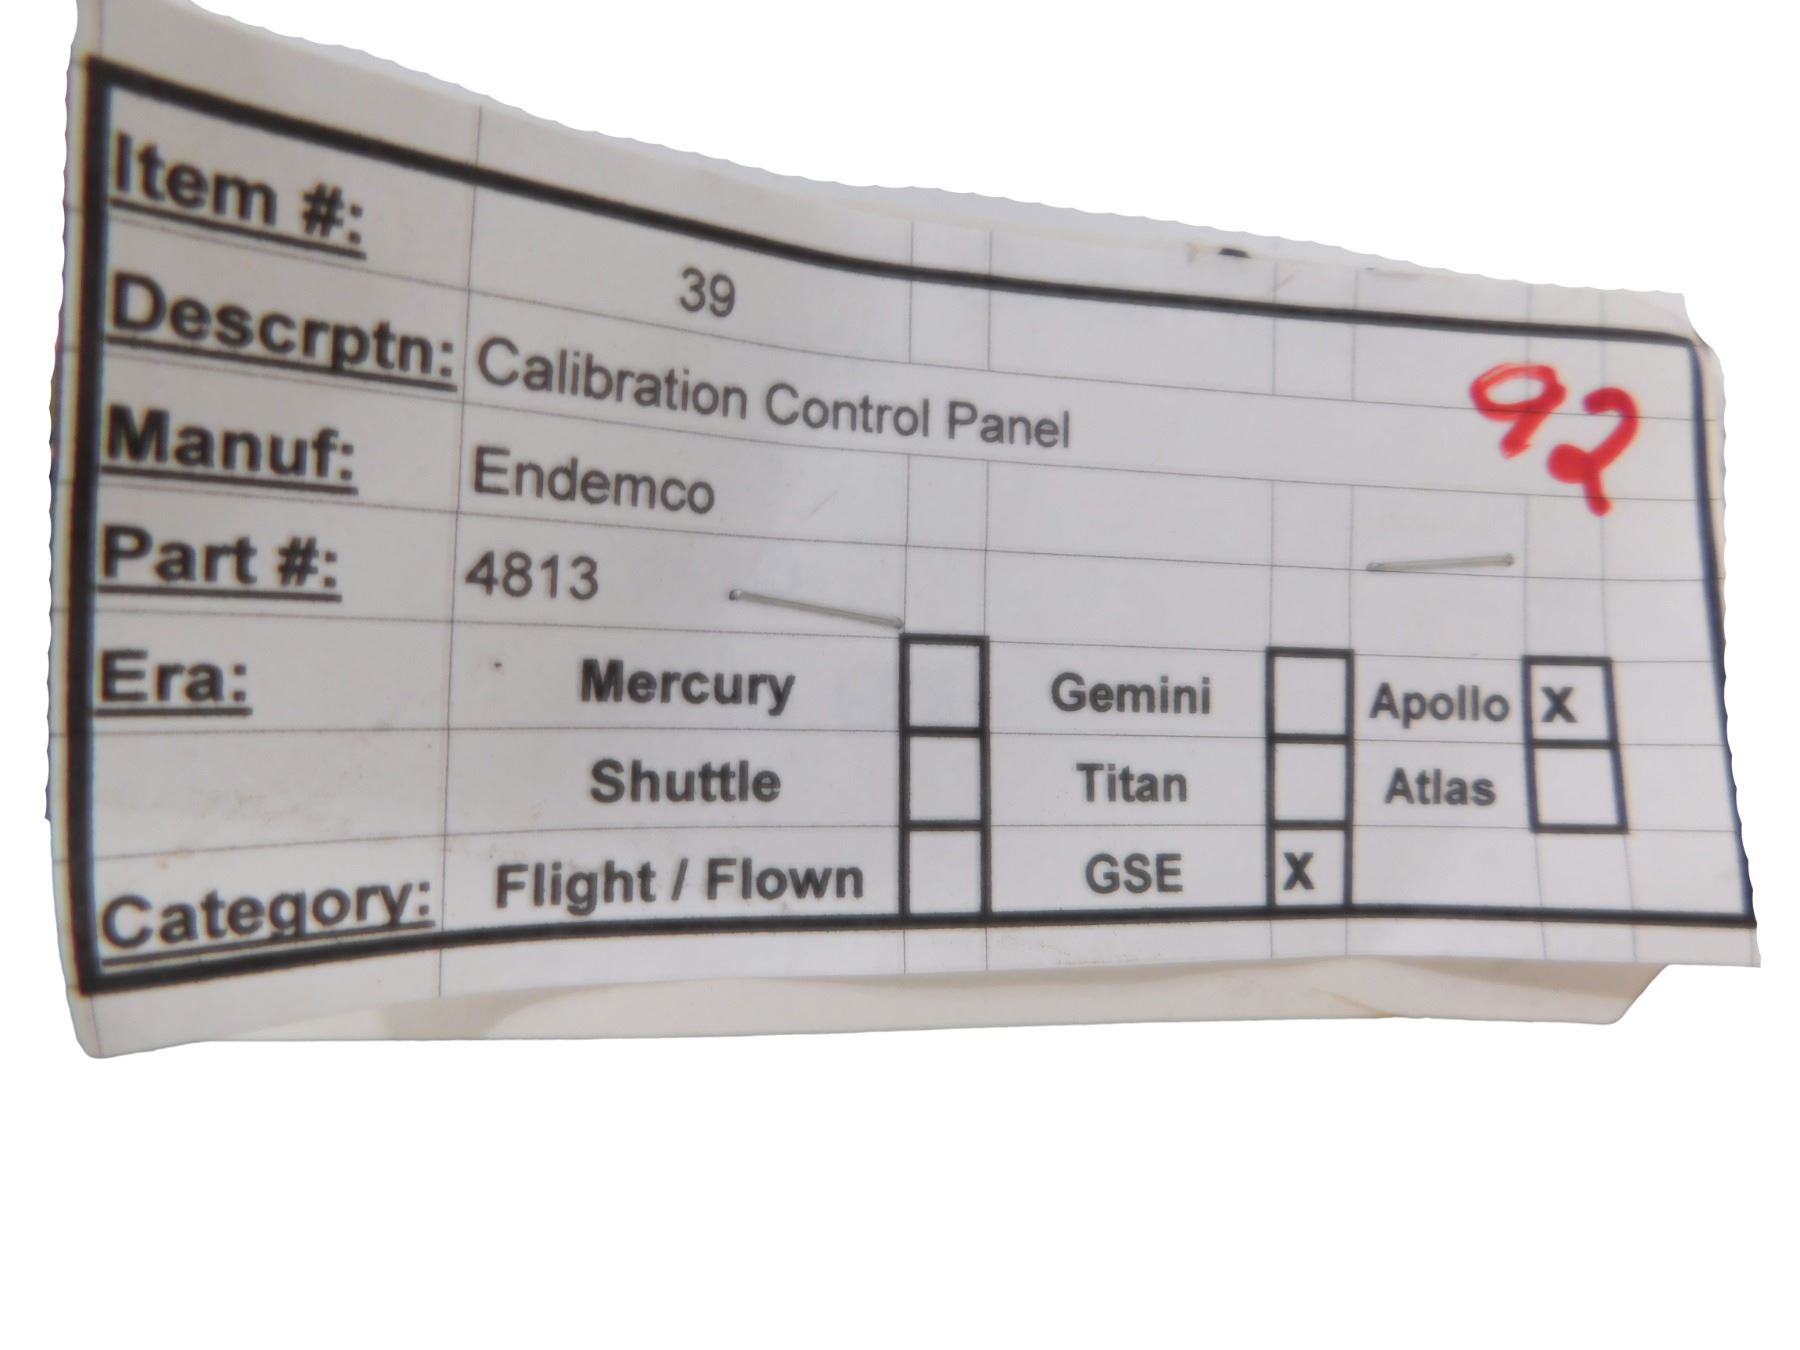 Item #: 39
92
Descrptn: Calibration Control Panel
Manuf: Endemco
Part #: 4813
Era: Mercury Gemini Apollo X
Shuttle Titan Atlas
Category: Flight / Flown GSE X